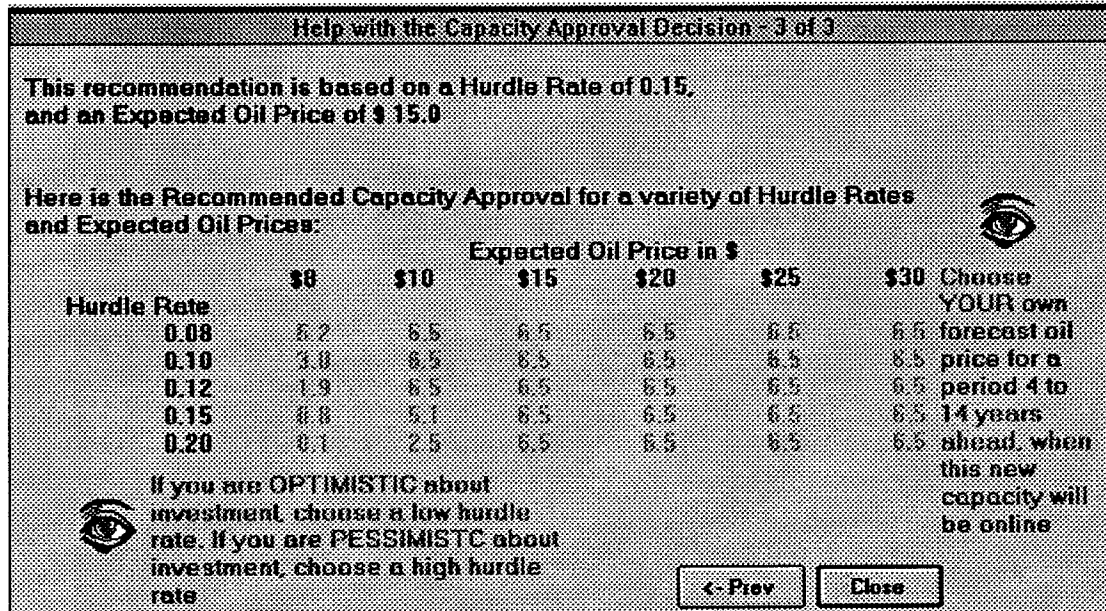 Help with the Capacity Approval Decision - 3 of 3
This recommendation is based on a Hurdle Rate of 0.15,
and an Expected Oil Price of $ 15.0
Here is the Recommended Capacity Approval for a variety of Hurdle Rates
and Expected Oil Prices:
Expected Oil Price in $
$8 $10 $15 $20 $25 $30
Hurdle Rate
0.08 6.5 6.5 6.5 6.5 6.5
0.10 6.5 6.5 6.5 6.5 6.5
0.12 1.9 6.5 6.5 6.5 6.5 6.5
0.15 5.1 6.5 6.5 6.5 6.5
0.20 0.1 2.5 6.5 6.5 6.5 6.5
Choose
YOUR own
forecast oil
price for a
period 4 to
14 years
ahead, when
this new
capacity will
be online
If you are OPTIMISTIC about
investment, choose a low hurdle
rate. If you are PESSIMISTC about
investment, choose a high hurdle
rate
<- Prev
Close